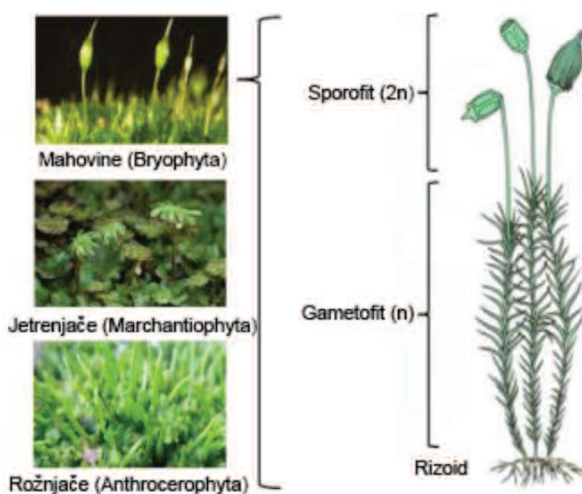 Mahovine (Bryophyta)
Jetrenjače (Marchantiophyta)
Rožnjače (Anthrocerophyta)
Sporofit (2n)
Gametofit (n)
Rizoid